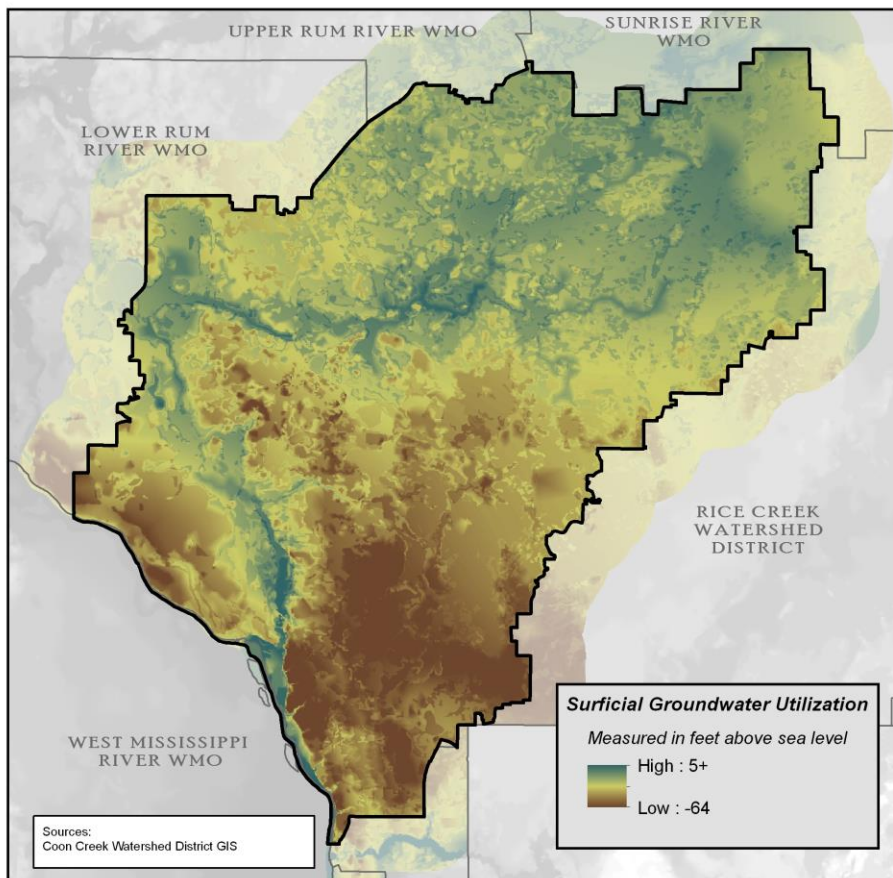 UPPER RUM RIVER WMO
SUNRISE RIVER
WMO
LOWER RUM
RIVER WMO
RICE CREEK
WATERSHED
DISTRICT
WEST MISSISSIPPI
RIVER WMO
Surficial Groundwater Utilization
Measured in feet above sea level
High : 5+
Low : -64
Sources:
Coon Creek Watershed District GIS